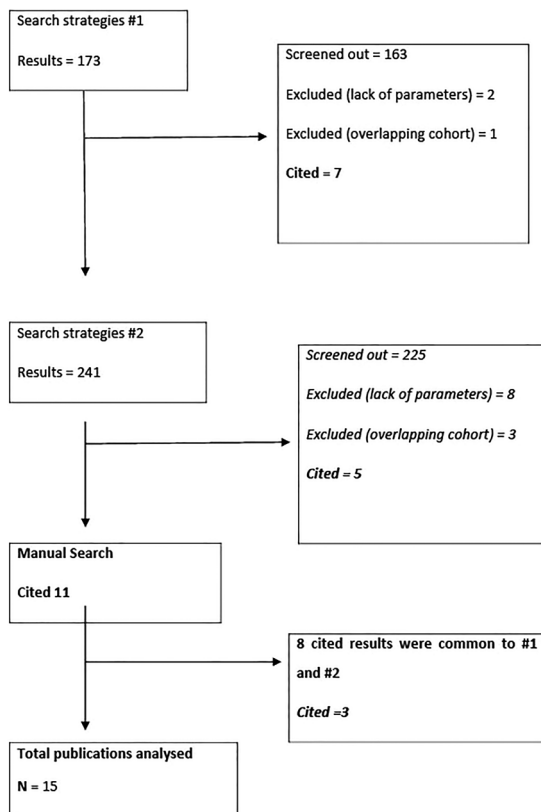 Search strategies #1
Results = 173
Screened out = 163
Excluded (lack of parameters) = 2
Excluded (overlapping cohort) = 1
Cited = 7
Search strategies #2
Results = 241
Screened out = 225
Excluded (lack of parameters) = 8
Excluded (overlapping cohort) = 3
Cited = 5
Manual Search
Cited 11
8 cited results were common to #1
and #2
Cited =3
Total publications analysed
N = 15